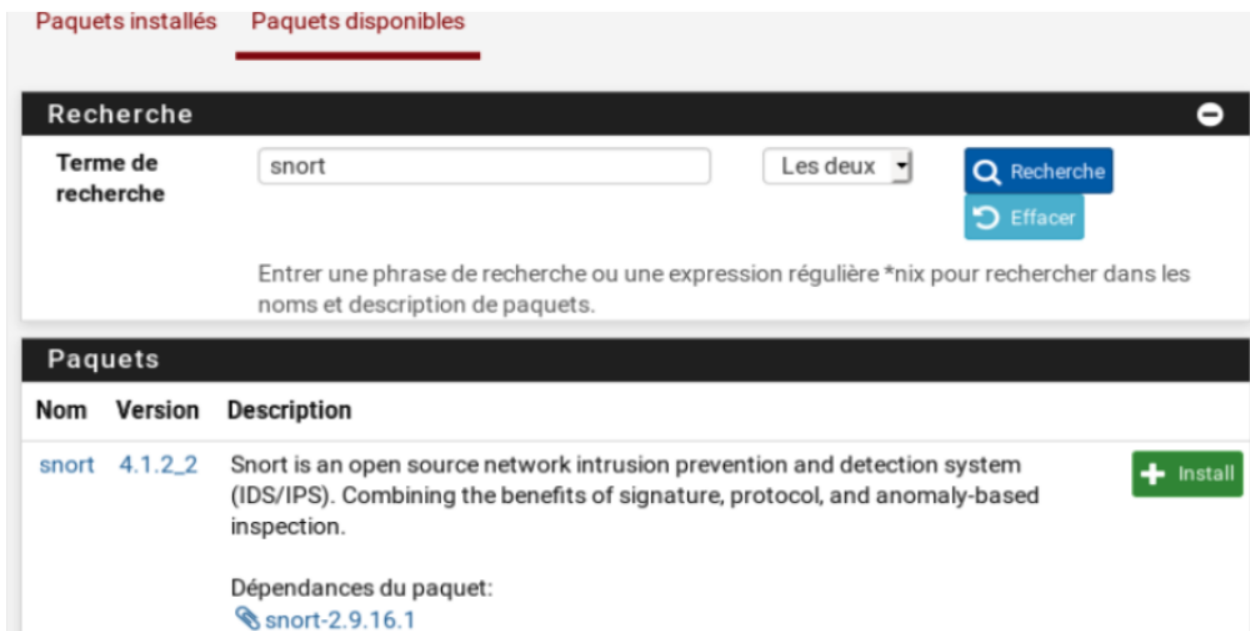 Paquets installés Paquets disponibles
Recherche
Terme de recherche
snort
Les deux
Recherche
Effacer
Entrer une phrase de recherche ou une expression régulière *nix pour rechercher dans les
noms et description de paquets.
Paquets
Nom Version Description
snort 4.1.2_2 Snort is an open source network intrusion prevention and detection system
(IDS/IPS). Combining the benefits of signature, protocol, and anomaly-based
inspection.
Install
Dépendances du paquet:
snort-2.9.16.1